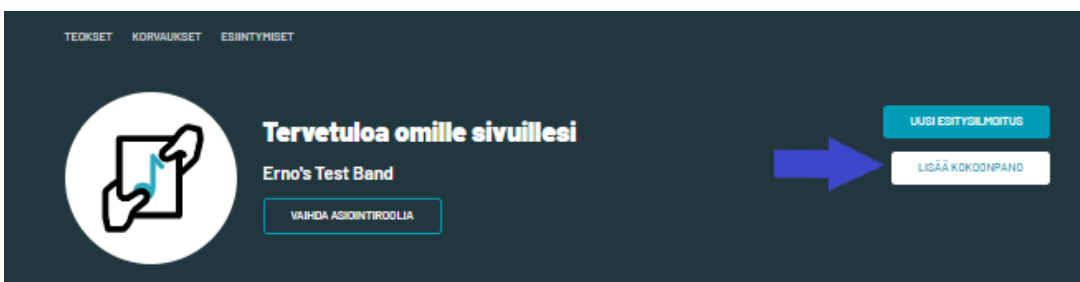 TEOKSET KORVAUKSET ESIINTYMISET
Tervetuloa omille sivuillesi
Erno's Test Band
VAIHDA ASIOINTIROOLIA
UUSI ESITYSILMOITUS
LISÄÄ KOKOONPANO